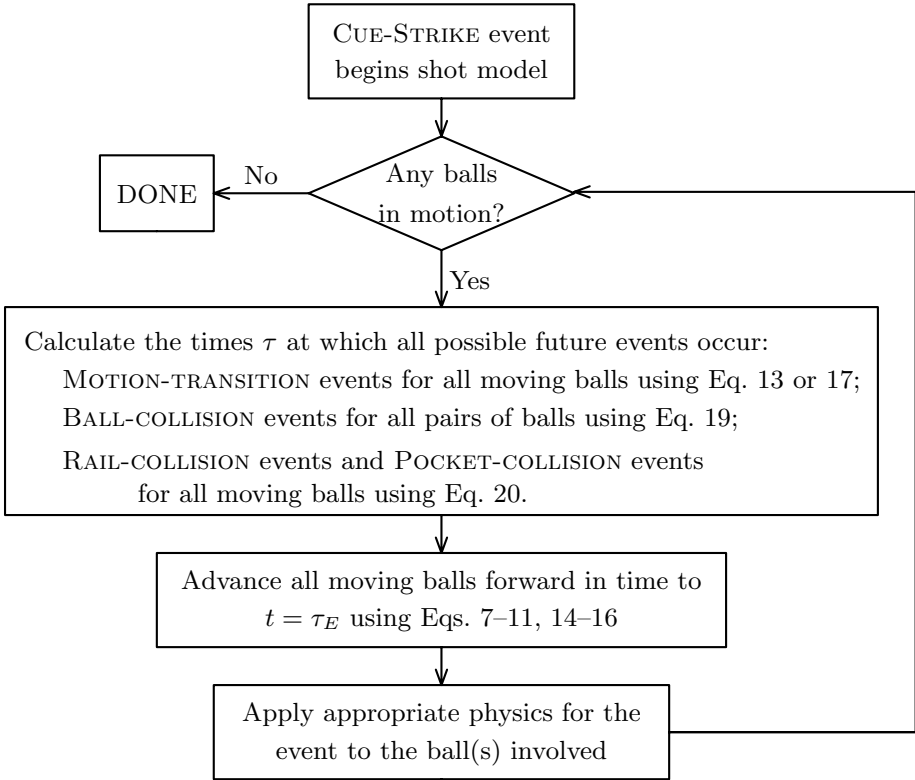 CUE-STRIKE event
begins shot model
Any balls
in motion?
No
DONE
Yes
Calculate the times τ at which all possible future events occur:
MOTION-TRANSITION events for all moving balls using Eq. 13 or 17;
BALL-COLLISION events for all pairs of balls using Eq. 19;
RAIL-COLLISION events and POCKET-COLLISION events
for all moving balls using Eq. 20.
Advance all moving balls forward in time to
t = τ_E using Eqs. 7–11, 14–16
Apply appropriate physics for the
event to the ball(s) involved